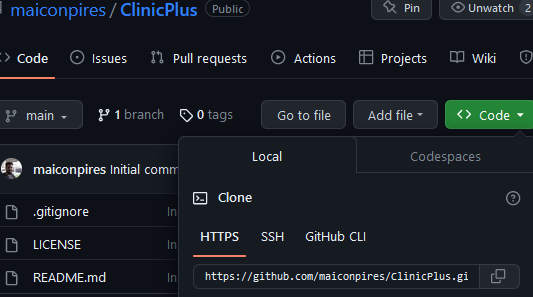 maiconpires / ClinicPlus Public Pin Unwatch 2
Code Issues Pull requests Actions Projects Wiki
main 1 branch 0 tags Go to file Add file Code
Local Codespaces
maiconpires Initial comm
Clone
.gitignore In
HTTPS SSH GitHub CLI
LICENSE In
https://github.com/maiconpires/ClinicPlus.gi
README.md In